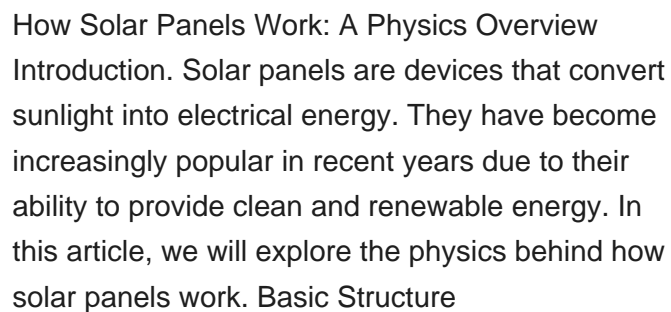 How Solar Panels Work: A Physics Overview
Introduction. Solar panels are devices that convert
sunlight into electrical energy. They have become
increasingly popular in recent years due to their
ability to provide clean and renewable energy. In
this article, we will explore the physics behind how
solar panels work. Basic Structure